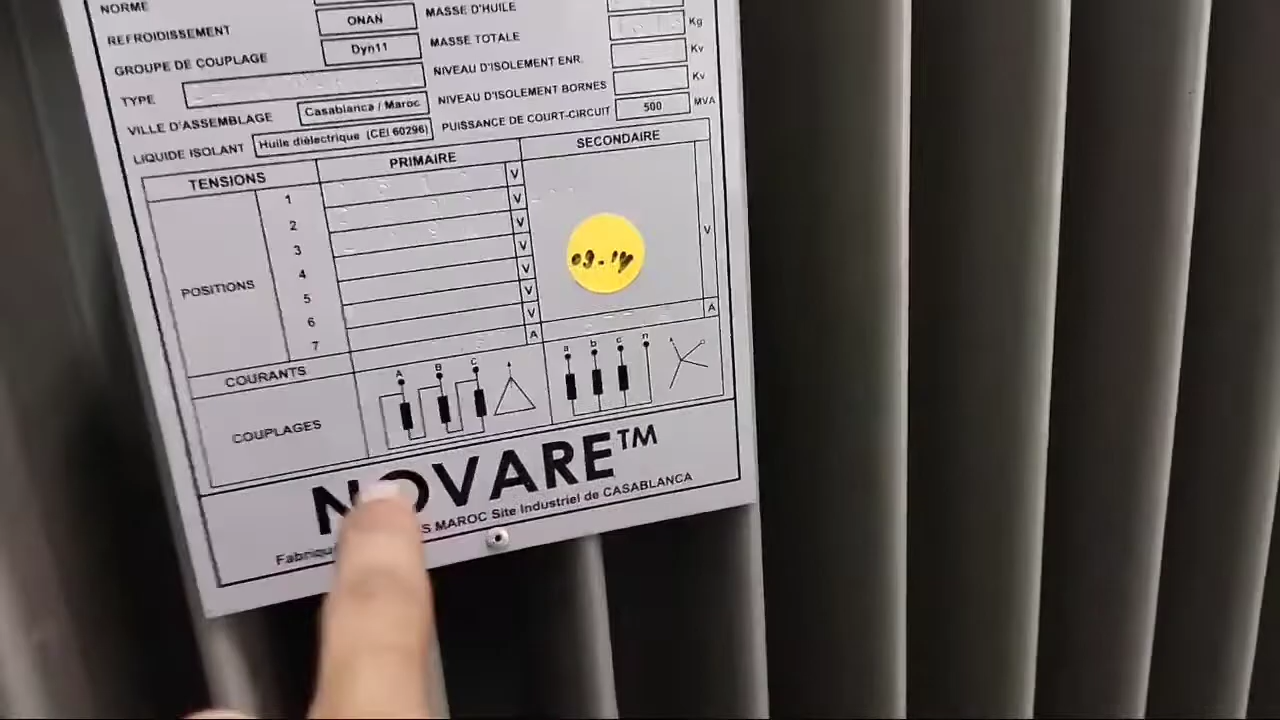 NORME
REFROIDISSEMENT ONAN
GROUPE DE COUPLAGE Dyn11
TYPE
VILLE D'ASSEMBLAGE Casablanca / Maroc
LIQUIDE ISOLANT Huile diélectrique (CEI 60296)
MASSE D'HUILE
MASSE TOTALE Kg
NIVEAU D'ISOLEMENT ENR. Kv
NIVEAU D'ISOLEMENT BORNES Kv
PUISSANCE DE COURT-CIRCUIT 500 MVA
TENSIONS PRIMAIRE SECONDAIRE
POSITIONS
1 V
2 V
3 V
4 V
5 V
6 V
7 V
V
09-14
COURANTS A A
COUPLAGES
A B C
a b c n
NOVARE™
Fabriqu S MAROC Site Industriel de CASABLANCA